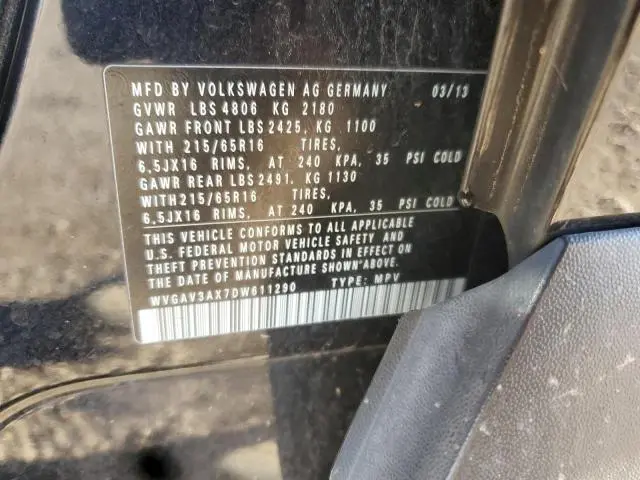 MFD BY VOLKSWAGEN AG GERMANY 03/13
GVWR LBS 4806 KG 2180
GAWR FRONT LBS 2425, KG 1100
WITH 215/65R16 TIRES,
6,5JX16 RIMS, AT 240 KPA, 35 PSI COLD
GAWR REAR LBS 2491, KG 1130
WITH 215/65R16 TIRES,
6,5JX16 RIMS, AT 240 KPA, 35 PSI COLD
THIS VEHICLE CONFORMS TO ALL APPLICABLE
U.S. FEDERAL MOTOR VEHICLE SAFETY AND
THEFT PREVENTION STANDARDS IN EFFECT ON
THE DATE OF MANUFACTURE SHOWN ABOVE.
WVGAV3AX7DW611290 TYPE: MPV